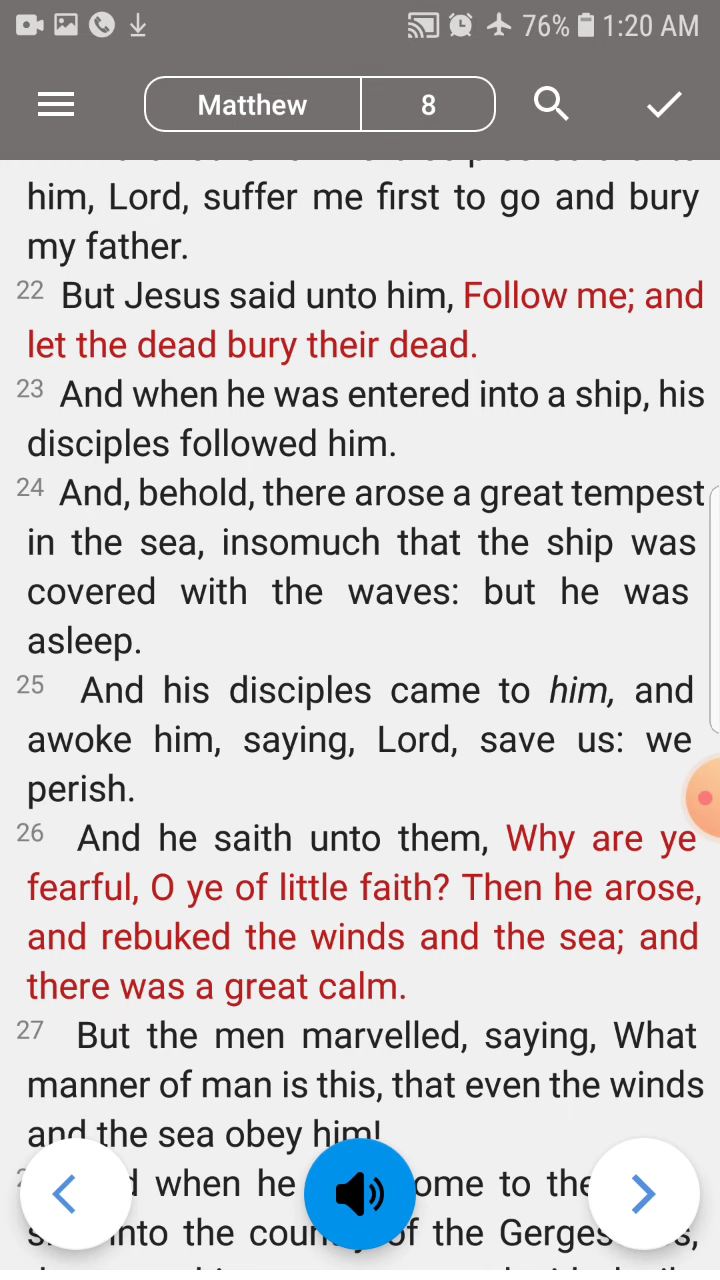 76% 1:20 AM
Matthew 8
him, Lord, suffer me first to go and bury
my father.
22 But Jesus said unto him, Follow me; and
let the dead bury their dead.
23 And when he was entered into a ship, his
disciples followed him.
24 And, behold, there arose a great tempest
in the sea, insomuch that the ship was
covered with the waves: but he was
asleep.
25 And his disciples came to him, and
awoke him, saying, Lord, save us: we
perish.
26 And he saith unto them, Why are ye
fearful, O ye of little faith? Then he arose,
and rebuked the winds and the sea; and
there was a great calm.
27 But the men marvelled, saying, What
manner of man is this, that even the winds
and the sea obey him!
when he to the
into the of the